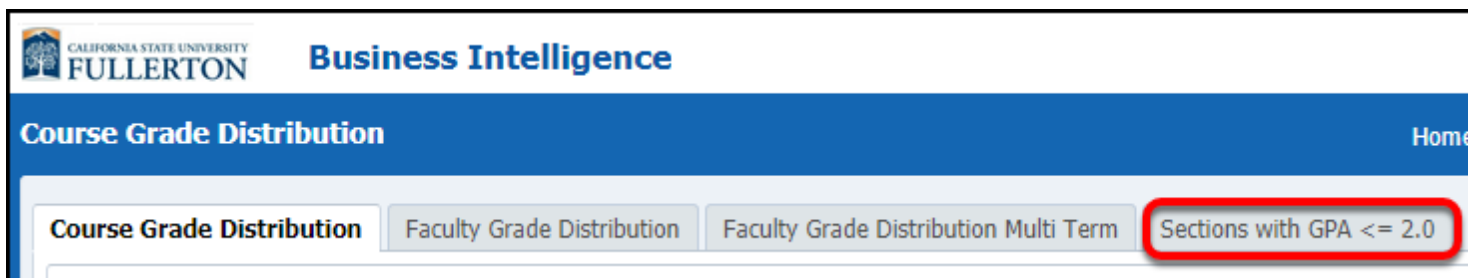 CALIFORNIA STATE UNIVERSITY
FULLERTON
Business Intelligence
Course Grade Distribution
Home
Course Grade Distribution
Faculty Grade Distribution
Faculty Grade Distribution Multi Term
Sections with GPA <= 2.0